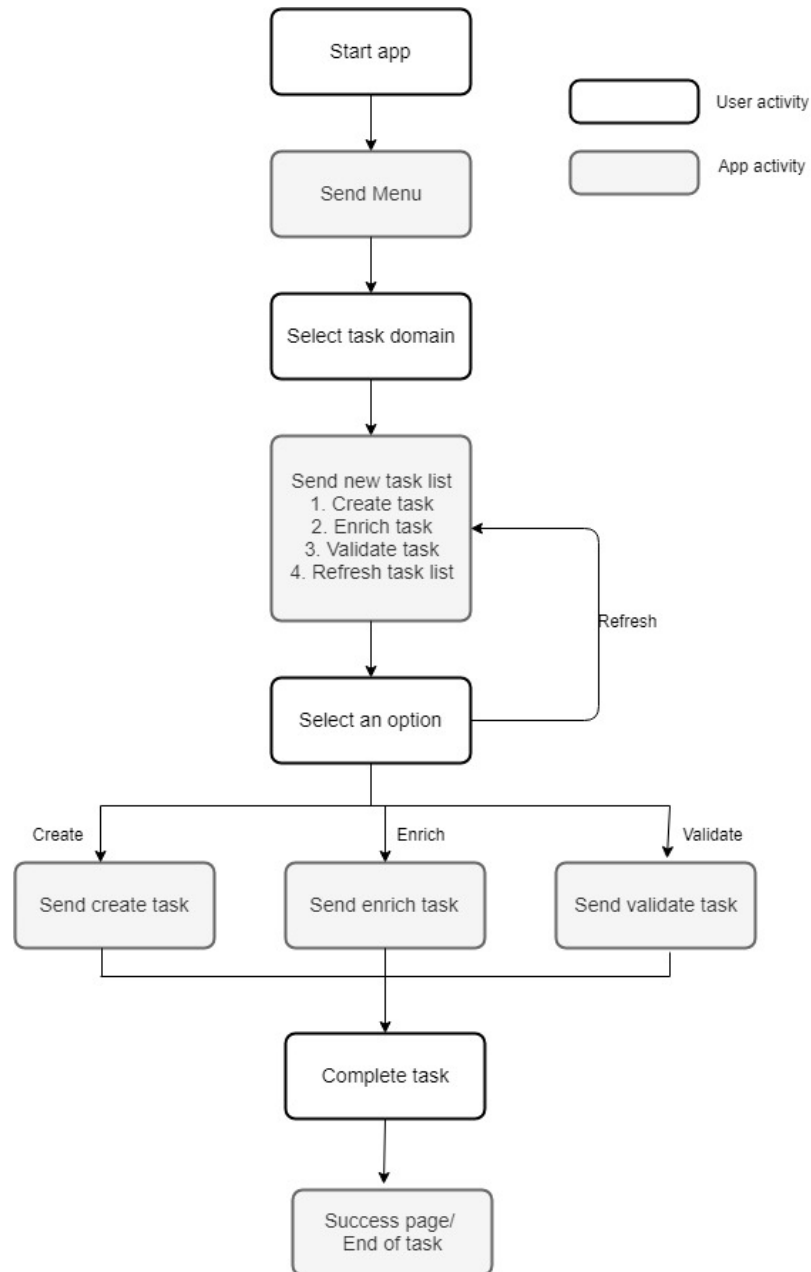 Start app
User activity
Send Menu
App activity
Select task domain
Send new task list
1. Create task
2. Enrich task
3. Validate task
4. Refresh task list
Refresh
Select an option
Create
Enrich
Validate
Send create task
Send enrich task
Send validate task
Complete task
Success page/
End of task